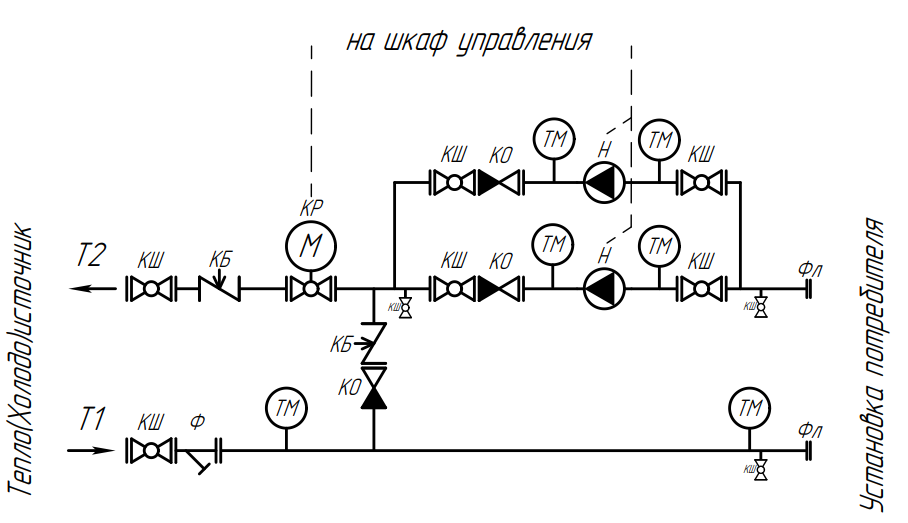 на шкаф управления
ТМ
Н
ТМ
КШ
КО
КШ
КР
М
ТМ
Н
ТМ
Т2
КШ
КБ
КШ
КО
КШ
Фл
КШ
КШ
КБ
КО
Т1
КШ
Ф
ТМ
ТМ
Фл
КШ
Тепло(Холодо)источник
Установка потребителя